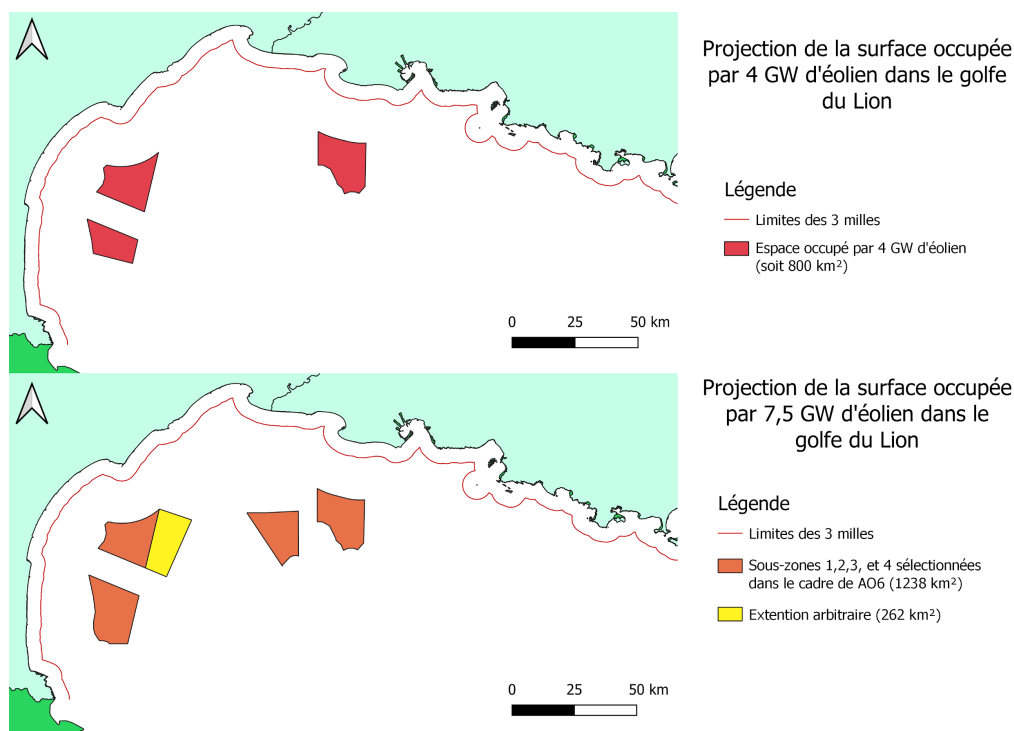 Projection de la surface occupée
par 4 GW d'éolien dans le golfe
du Lion
Légende
Limites des 3 milles
Espace occupé par 4 GW d'éolien
(soit 800 km²)
0 25 50 km
Projection de la surface occupée
par 7,5 GW d'éolien dans le
golfe du Lion
Légende
Limites des 3 milles
Sous-zones 1,2,3, et 4 sélectionnées
dans le cadre de AO6 (1238 km²)
Extention arbitraire (262 km²)
0 25 50 km